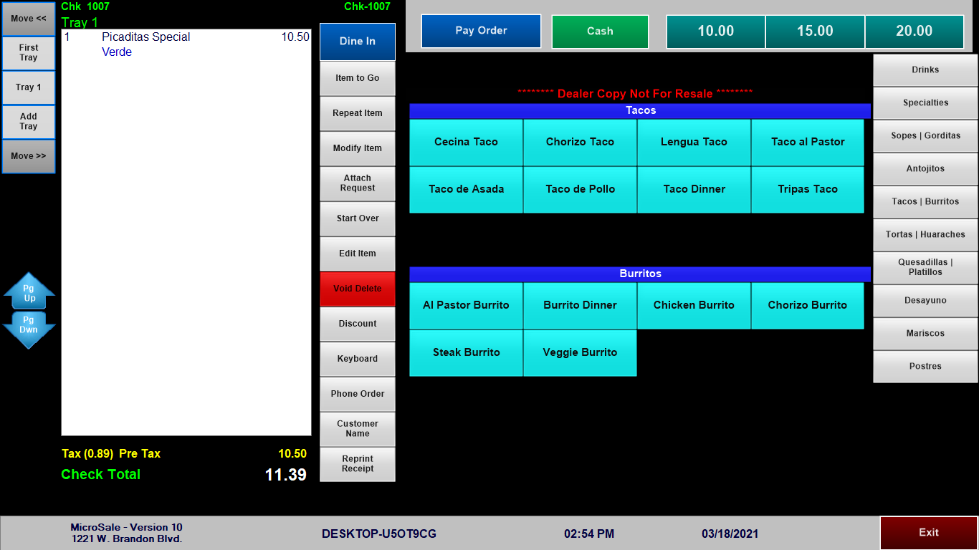 Move <<
First
Tray
Tray 1
Add
Tray
Move >>
Pg
Up
Pg
Dwn
Chk 1007
Chk-1007
Tray 1
1 Picaditas Special 10.50
Verde
Tax (0.89) Pre Tax 10.50
Check Total 11.39
Dine In
Item to Go
Repeat Item
Modify Item
Attach
Request
Start Over
Edit Item
Void Delete
Discount
Keyboard
Phone Order
Customer
Name
Reprint
Receipt
Pay Order
Cash
10.00
15.00
20.00
******** Dealer Copy Not For Resale ********
Tacos
Cecina Taco
Chorizo Taco
Lengua Taco
Taco al Pastor
Taco de Asada
Taco de Pollo
Taco Dinner
Tripas Taco
Burritos
Al Pastor Burrito
Burrito Dinner
Chicken Burrito
Chorizo Burrito
Steak Burrito
Veggie Burrito
Drinks
Specialties
Sopes | Gorditas
Antojitos
Tacos | Burritos
Tortas | Huaraches
Quesadillas |
Platillos
Desayuno
Mariscos
Postres
MicroSale - Version 10
1221 W. Brandon Blvd.
DESKTOP-U5OT9CG
02:54 PM
03/18/2021
Exit